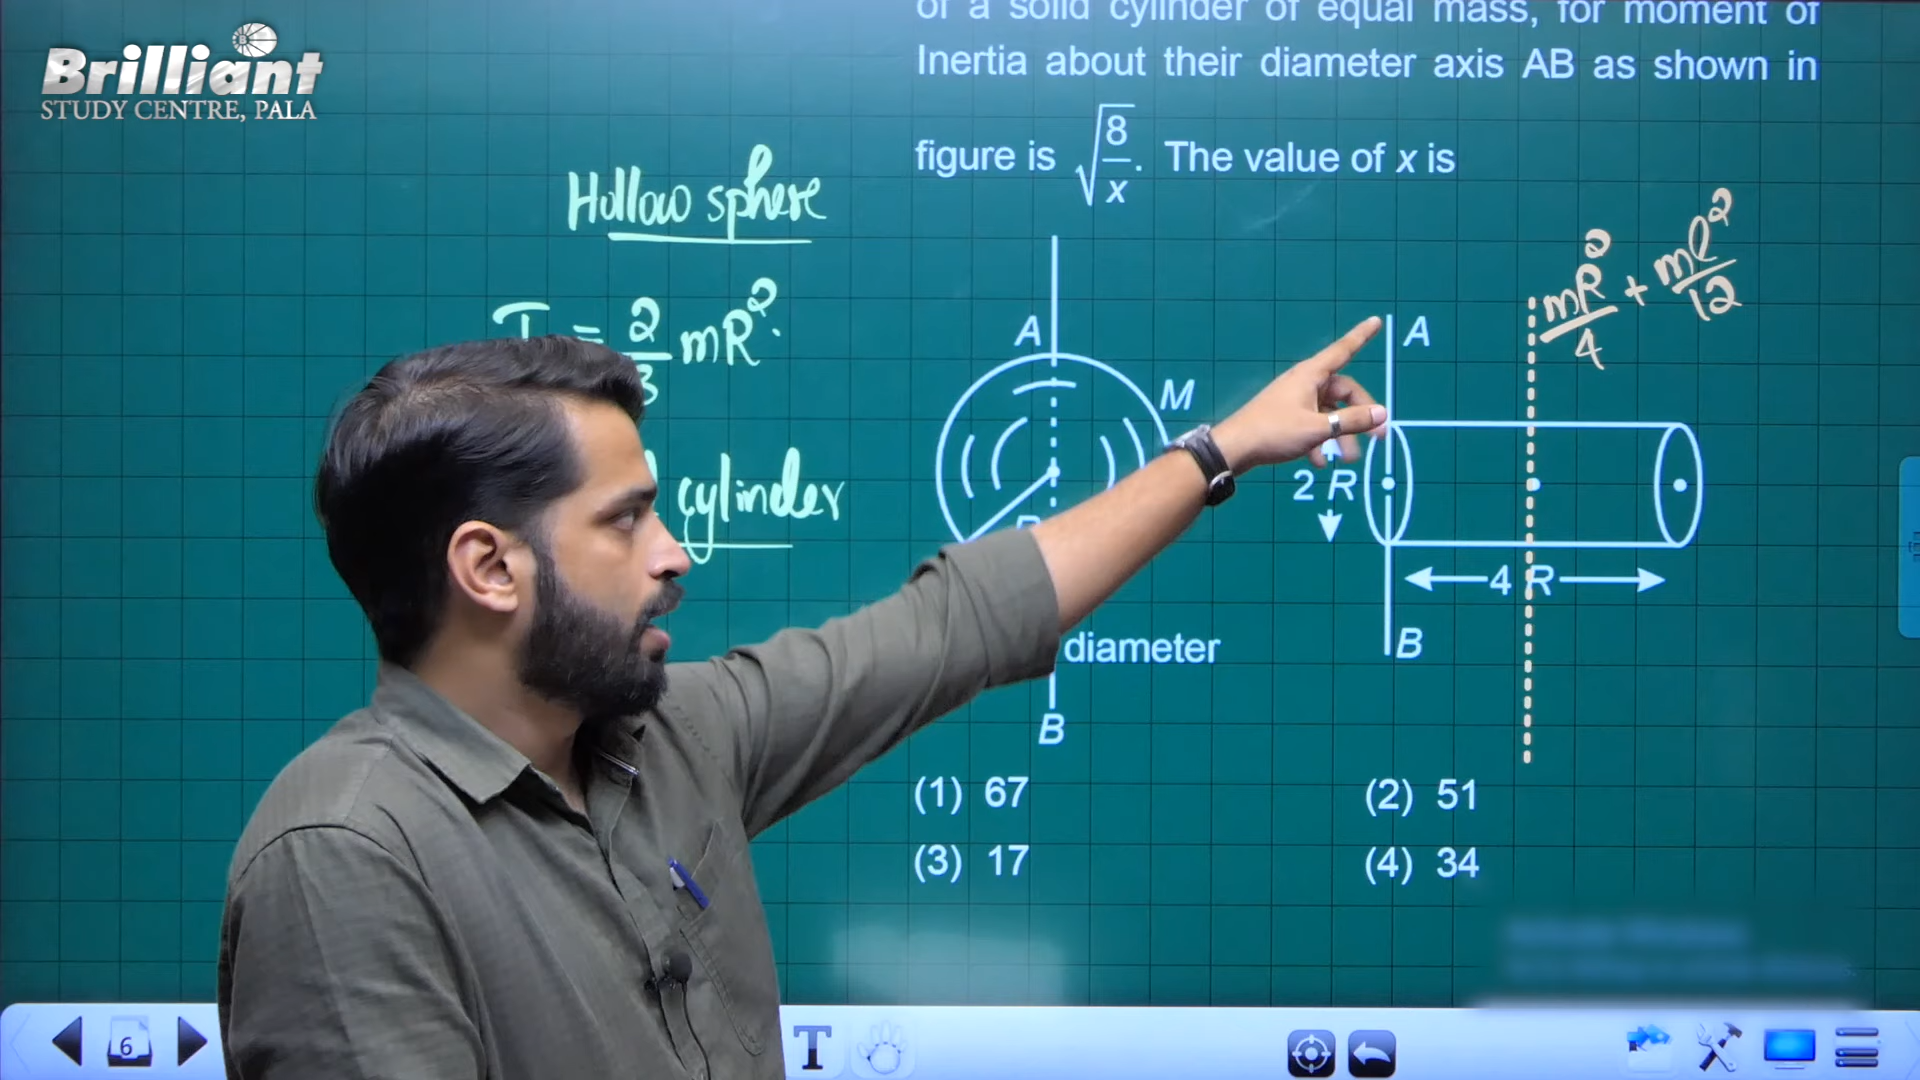 Brilliant
STUDY CENTRE, PALA
of a solid cylinder of equal mass, for moment of
Inertia about their diameter axis AB as shown in
figure is √(8/x). The value of x is
Hollow sphere
I = 2/3 mR².
cylinder
A
M
diameter
B
mR²/4 + ml²/12
A
2 R
4 R
B
(1) 67
(2) 51
(3) 17
(4) 34
6
T